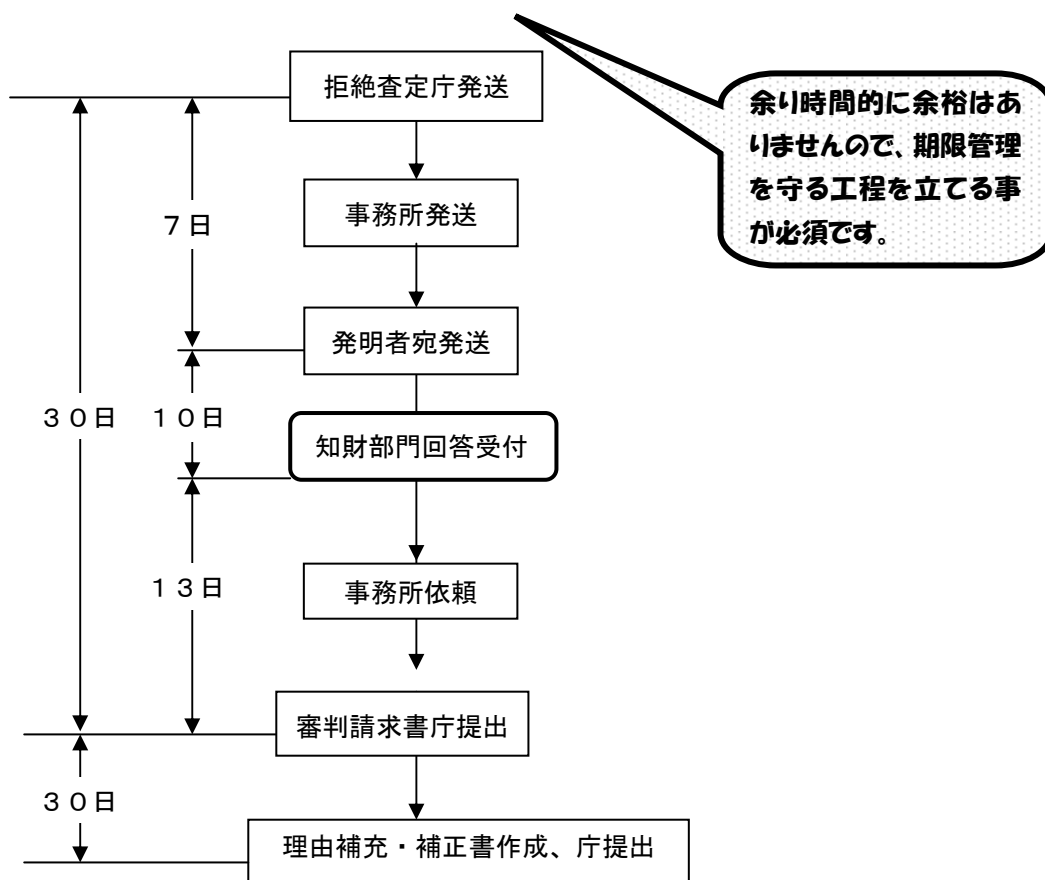 拒絶査定庁発送
余り時間的に余裕はあ
りませんので、期限管理
を守る工程を立てる事
が必須です。
事務所発送
７日
発明者宛発送
３０日
１０日
知財部門回答受付
１３日
事務所依頼
審判請求書庁提出
３０日
理由補充・補正書作成、庁提出